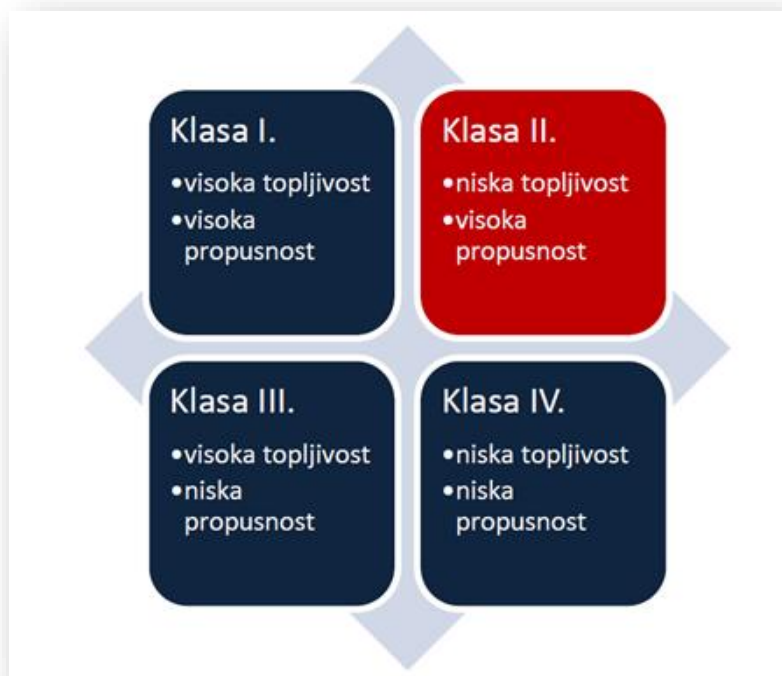 Klasa I.
•visoka topljivost
•visoka
propusnost
Klasa II.
•niska topljivost
•visoka
propusnost
Klasa III.
•visoka topljivost
•niska
propusnost
Klasa IV.
•niska topljivost
•niska
propusnost